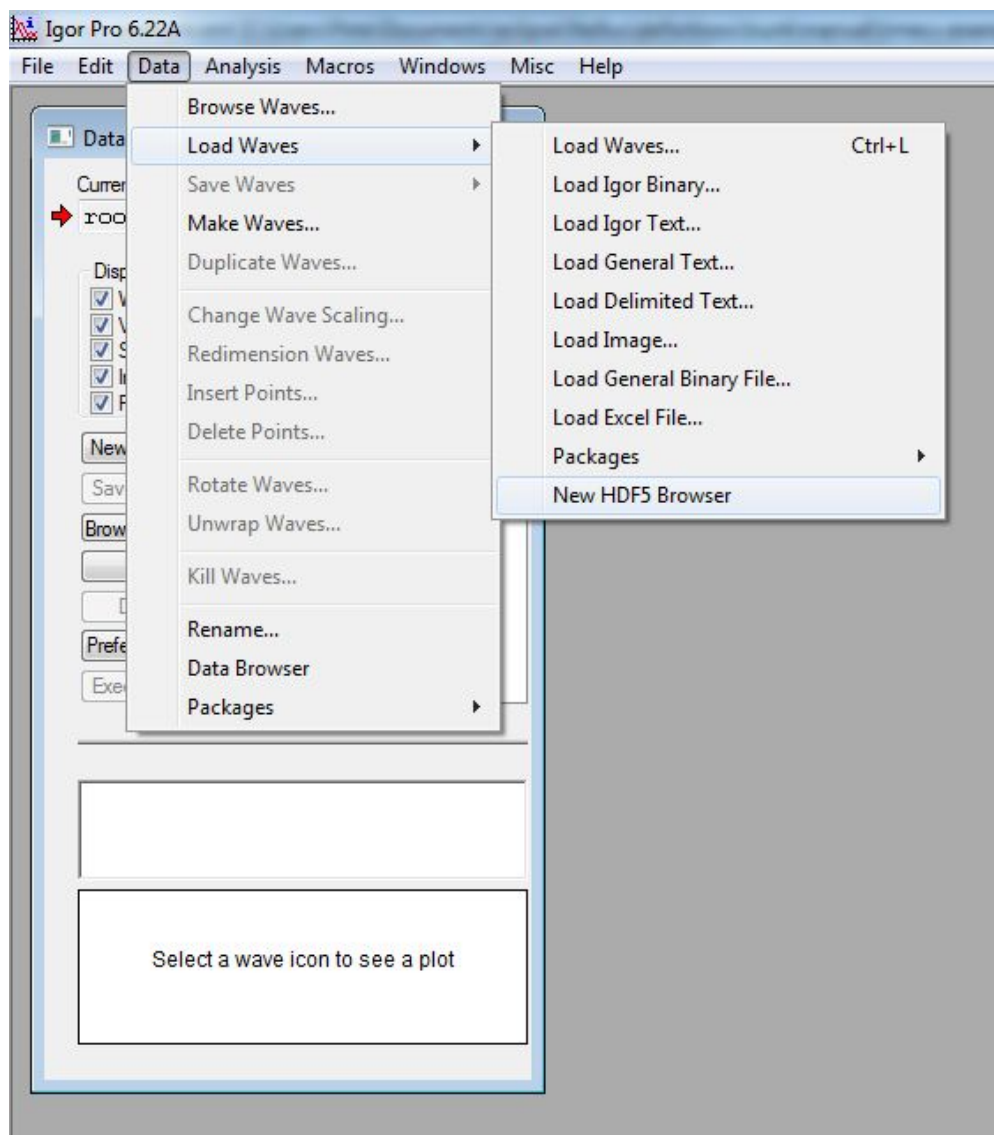 Igor Pro 6.22A
File Edit Data Analysis Macros Windows Misc Help
Data
Browse Waves...
Load Waves
Save Waves
Make Waves...
Duplicate Waves...
Change Wave Scaling...
Redimension Waves...
Insert Points...
Delete Points...
Rotate Waves...
Unwrap Waves...
Kill Waves...
Rename...
Data Browser
Packages
Load Waves... Ctrl+L
Load Igor Binary...
Load Igor Text...
Load General Text...
Load Delimited Text...
Load Image...
Load General Binary File...
Load Excel File...
Packages
New HDF5 Browser
Curren
roo
Disp
V
V
S
In
F
New
Sav
Brow
D
Prefe
Exe
Select a wave icon to see a plot